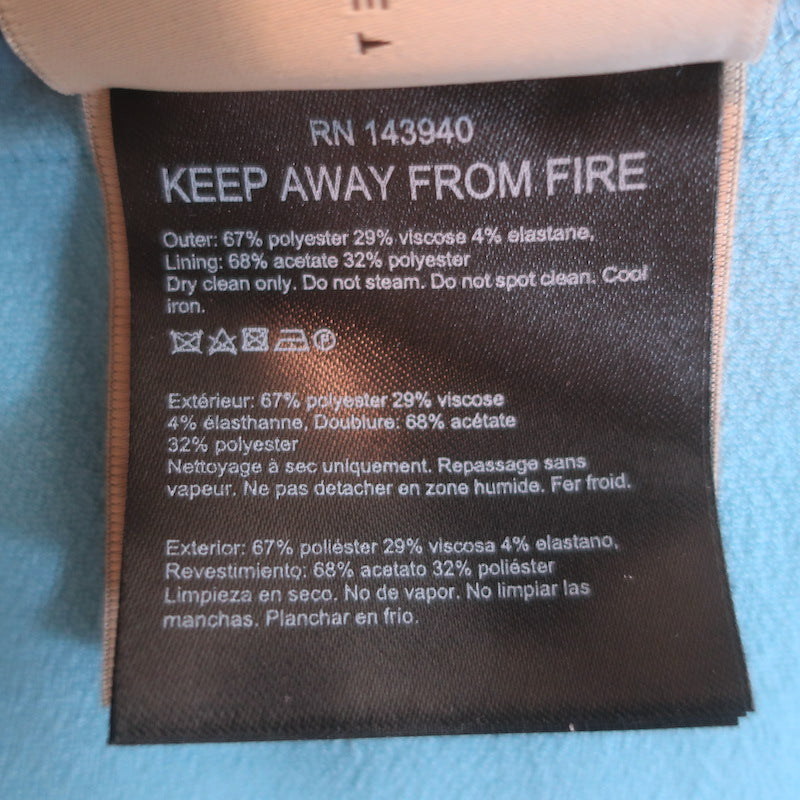 T E
RN 143940
KEEP AWAY FROM FIRE
Outer: 67% polyester 29% viscose 4% elastane,
Lining: 68% acetate 32% polyester
Dry clean only. Do not steam. Do not spot clean. Cool
iron.
Extérieur: 67% polyester 29% viscose
4% élasthanne, Doublure: 68% acétate
32% polyester
Nettoyage à sec uniquement. Repassage sans
vapeur. Ne pas detacher en zone humide. Fer froid.
Exterior: 67% poliéster 29% viscosa 4% elastano,
Revestimiento: 68% acetato 32% poliéster
Limpieza en seco. No de vapor. No limpiar las
manchas. Planchar en frio.